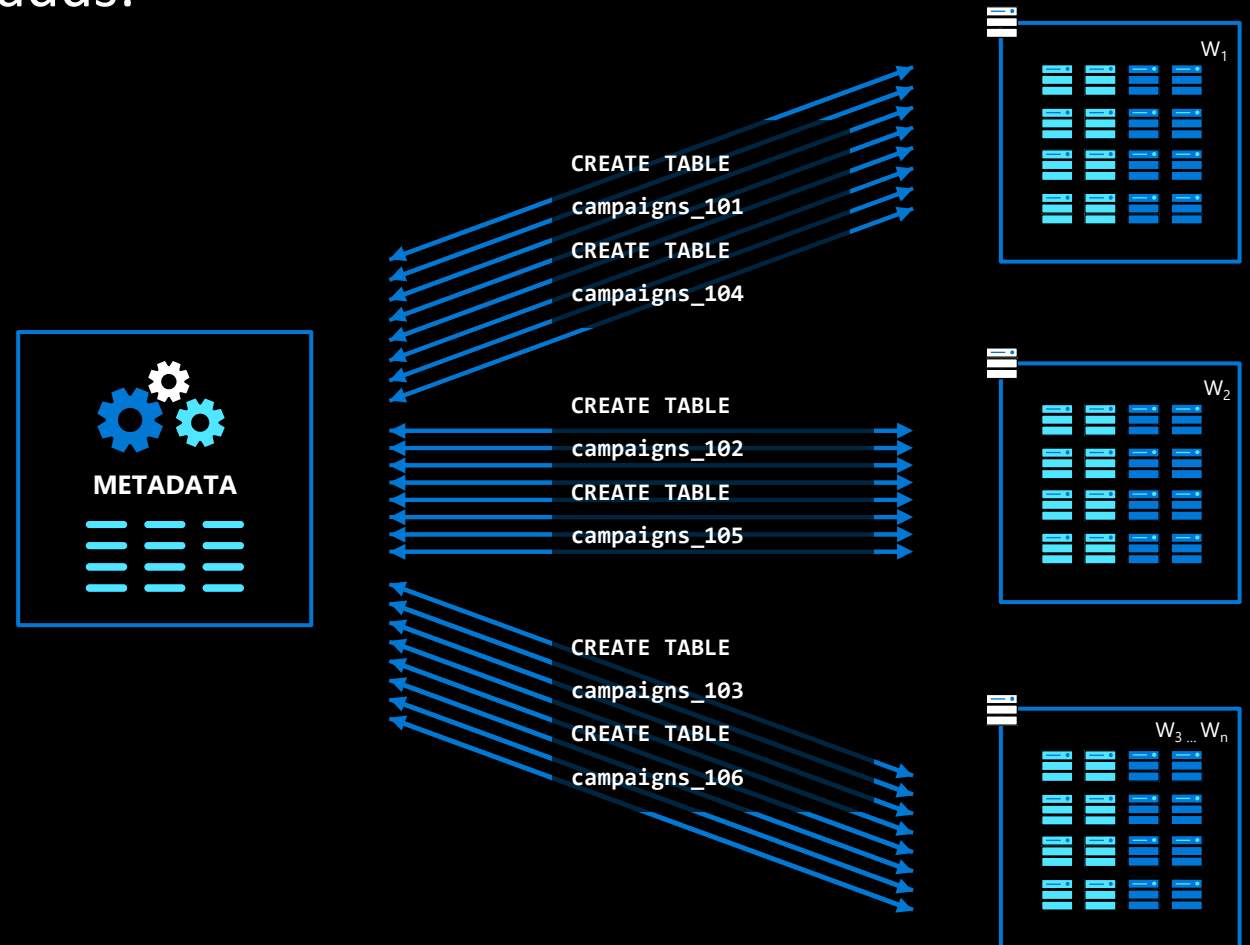 METADATA
CREATE TABLE
campaigns_101
CREATE TABLE
campaigns_104
CREATE TABLE
campaigns_102
CREATE TABLE
campaigns_105
CREATE TABLE
campaigns_103
CREATE TABLE
campaigns_106
W1
W2
W3 ... Wn